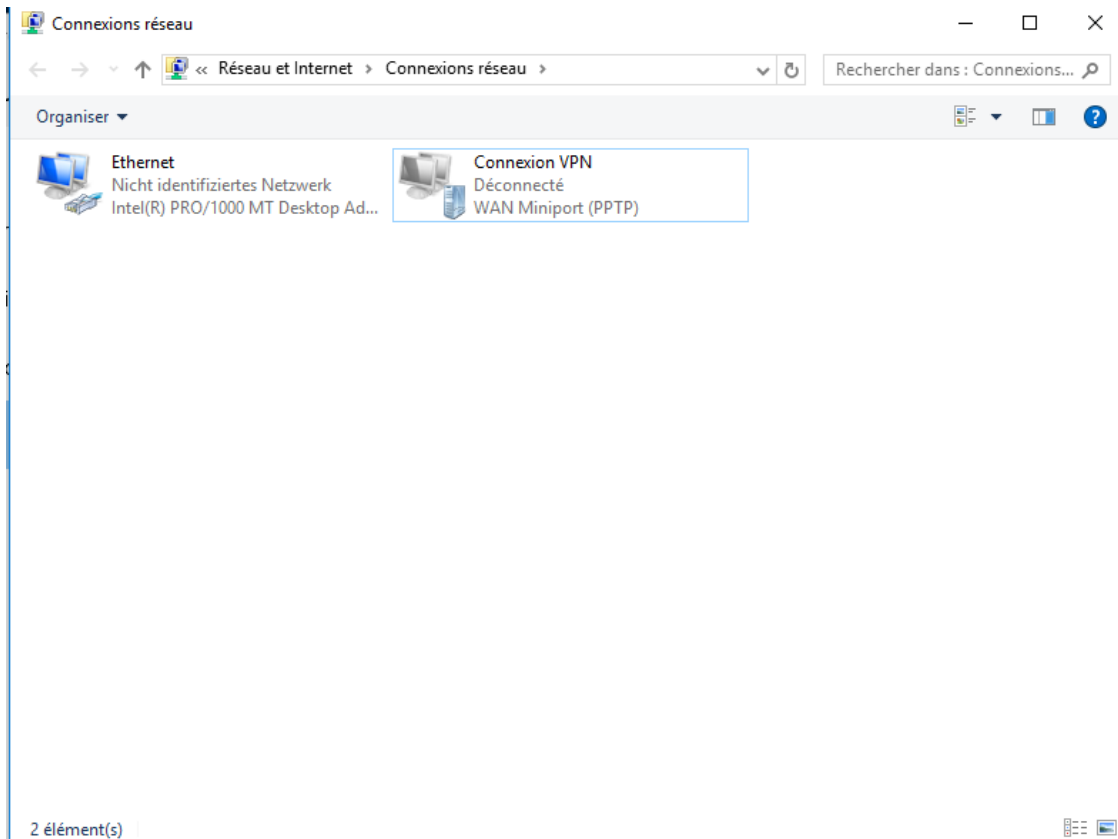 Connexions réseau
« Réseau et Internet > Connexions réseau >
Rechercher dans : Connexions...
Organiser
Ethernet
Nicht identifiziertes Netzwerk
Intel(R) PRO/1000 MT Desktop Ad...
Connexion VPN
Déconnecté
WAN Miniport (PPTP)
2 élément(s)